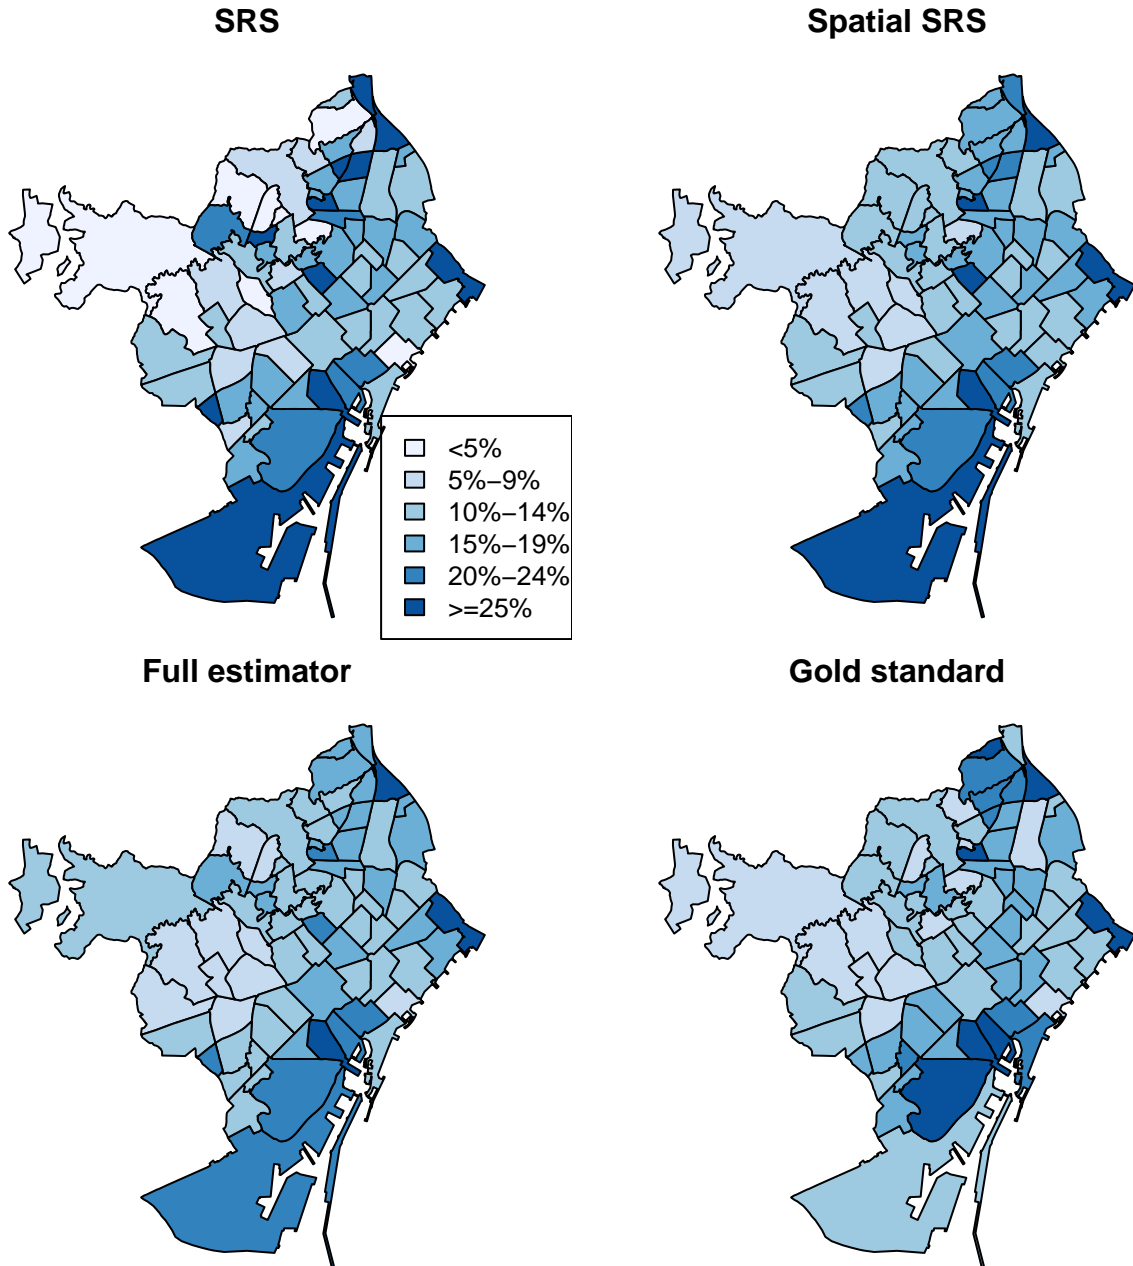 SRS
Spatial SRS
<5%
5%−9%
10%−14%
15%−19%
20%−24%
>=25%
Full estimator
Gold standard